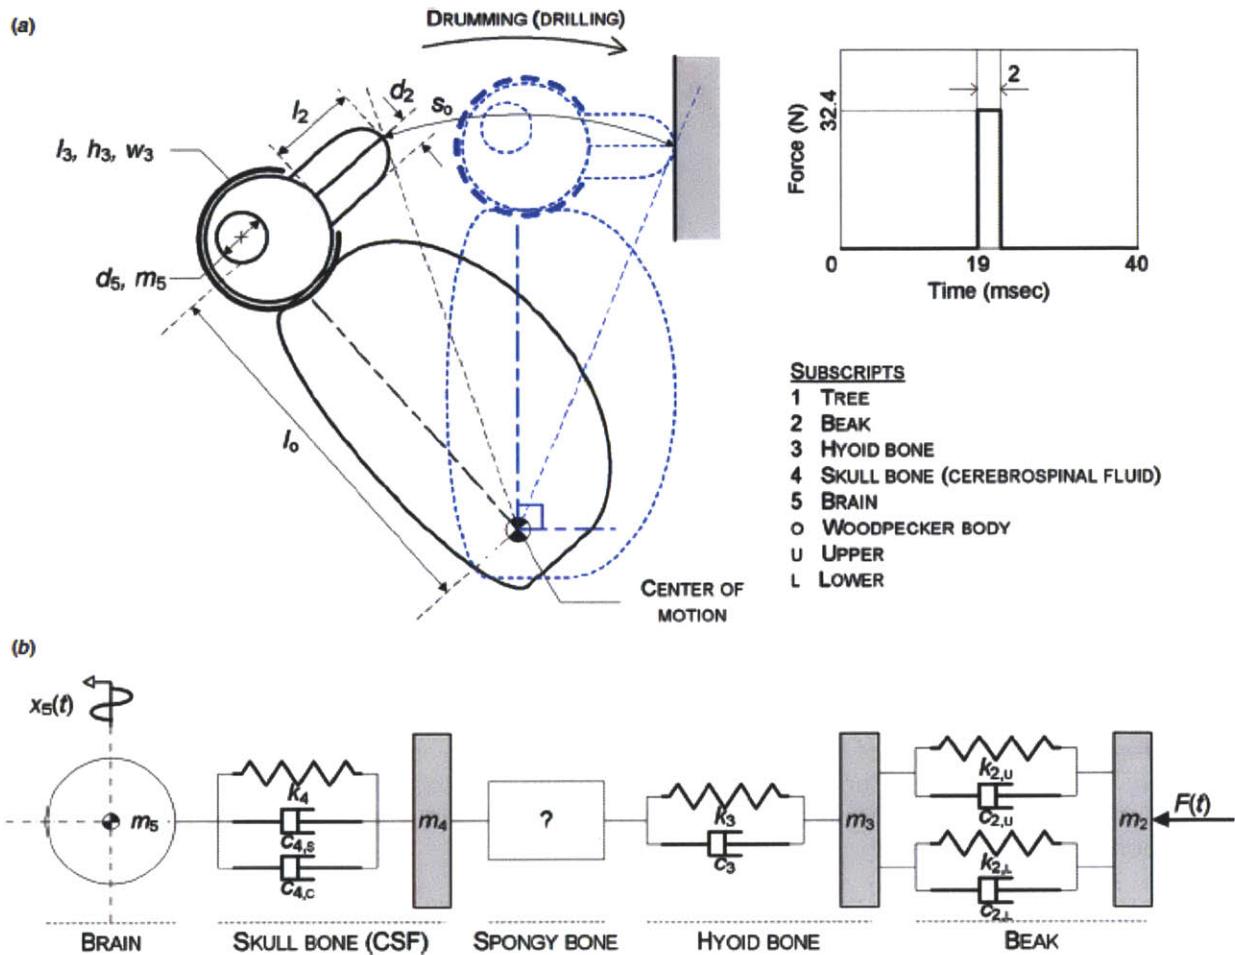 (a)
DRUMMING (DRILLING)
l2
d2
so
l3, h3, w3
d5, m5
lo
CENTER OF
MOTION
2
32.4
Force (N)
0
19
40
Time (msec)
SUBSCRIPTS
1 TREE
2 BEAK
3 HYOID BONE
4 SKULL BONE (CEREBROSPINAL FLUID)
5 BRAIN
O WOODPECKER BODY
U UPPER
L LOWER
(b)
x5(t)
m5
k4
c4,S
c4,C
m4
?
k3
c3
m3
k2,U
c2,U
k2,L
c2,L
m2
F(t)
BRAIN
SKULL BONE (CSF)
SPONGY BONE
HYOID BONE
BEAK